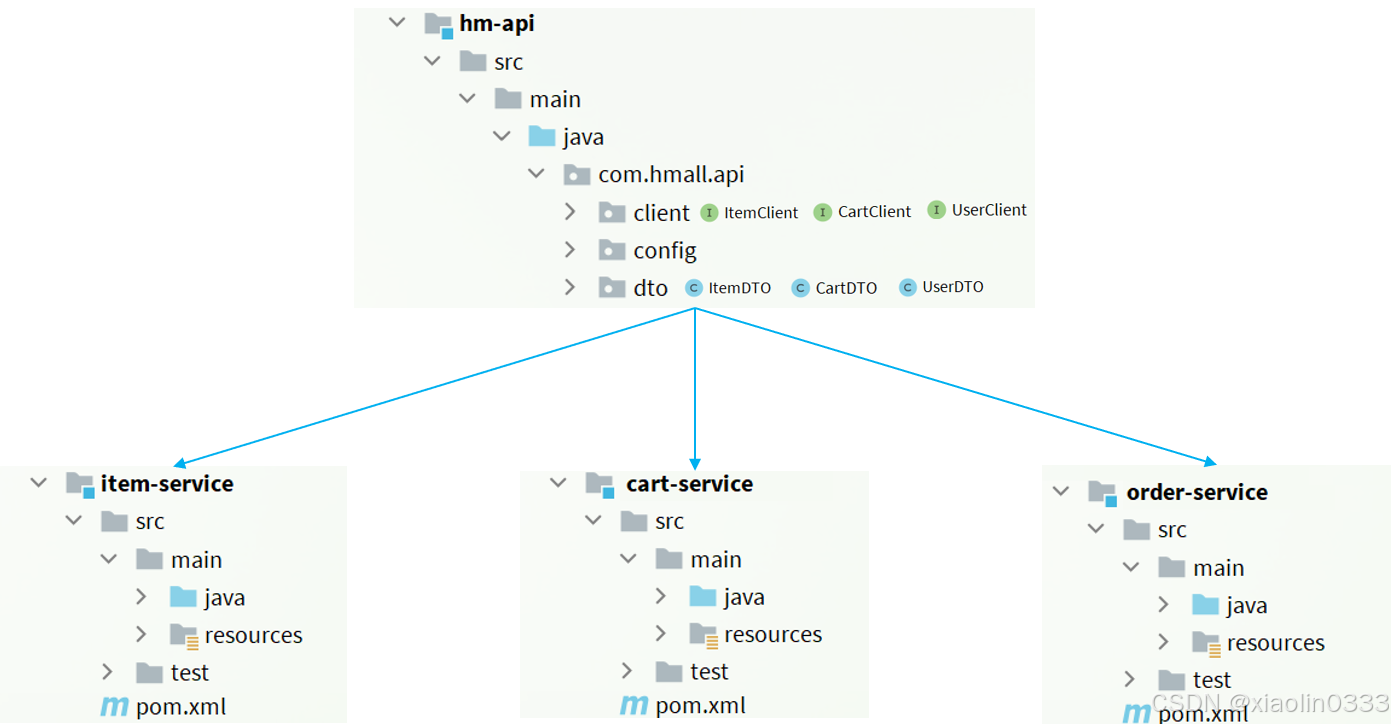 hm-api
src
main
java
com.hmall.api
client I ItemClient I CartClient I UserClient
config
dto C ItemDTO C CartDTO C UserDTO
item-service
src
main
java
resources
test
m pom.xml
cart-service
src
main
java
resources
test
m pom.xml
order-service
src
main
java
resources
test
m pom.xml
CSDN @xiaolin0333